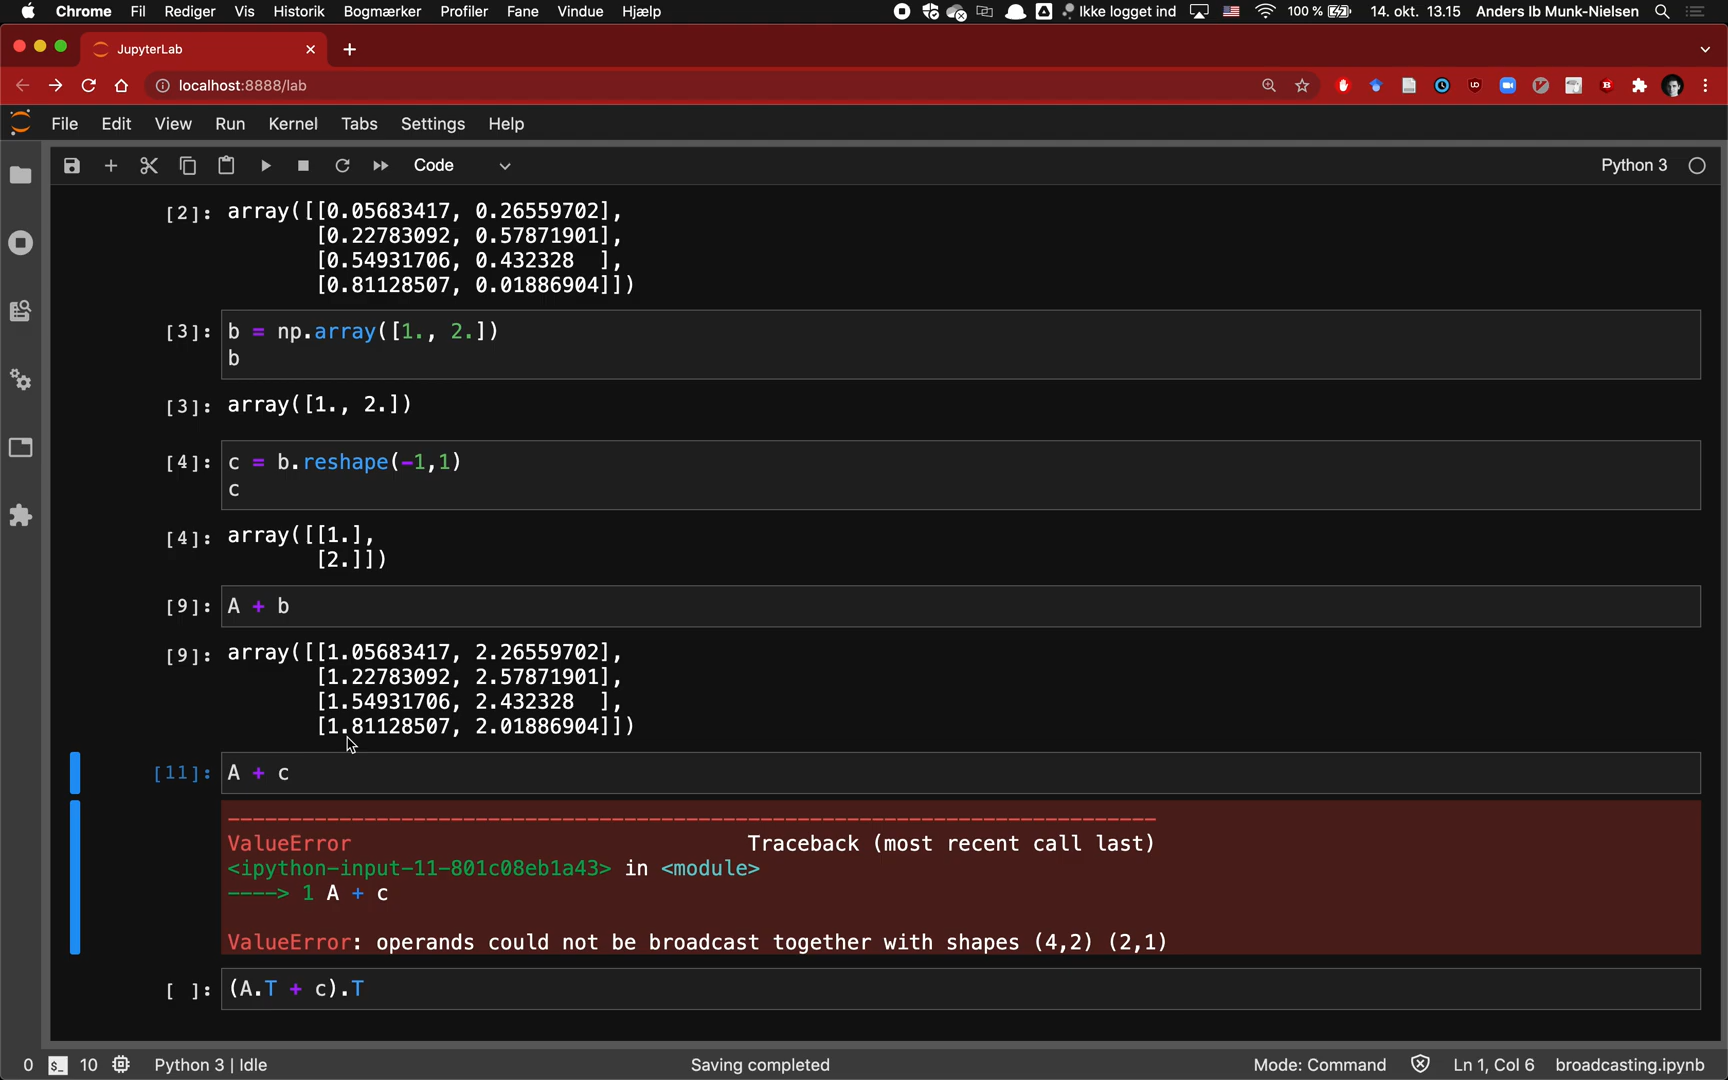 Chrome Fil Rediger Vis Historik Bogmærker Profiler Fane Vindue Hjælp Ikke logget ind 100 % 14. okt. 13.15 Anders Ib Munk-Nielsen
JupyterLab
localhost:8888/lab
File Edit View Run Kernel Tabs Settings Help
Code Python 3
[2]: array([[0.05683417, 0.26559702],
[0.22783092, 0.57871901],
[0.54931706, 0.432328  ],
[0.81128507, 0.01886904]])
[3]: b = np.array([1., 2.])
b
[3]: array([1., 2.])
[4]: c = b.reshape(-1,1)
c
[4]: array([[1.],
[2.]])
[9]: A + b
[9]: array([[1.05683417, 2.26559702],
[1.22783092, 2.57871901],
[1.54931706, 2.432328  ],
[1.81128507, 2.01886904]])
[11]: A + c
---------------------------------------------------------------------------
ValueError Traceback (most recent call last)
<ipython-input-11-801c08eb1a43> in <module>
----> 1 A + c
ValueError: operands could not be broadcast together with shapes (4,2) (2,1)
[ ]: (A.T + c).T
0 $_ 10 Python 3 | Idle Saving completed Mode: Command Ln 1, Col 6 broadcasting.ipynb